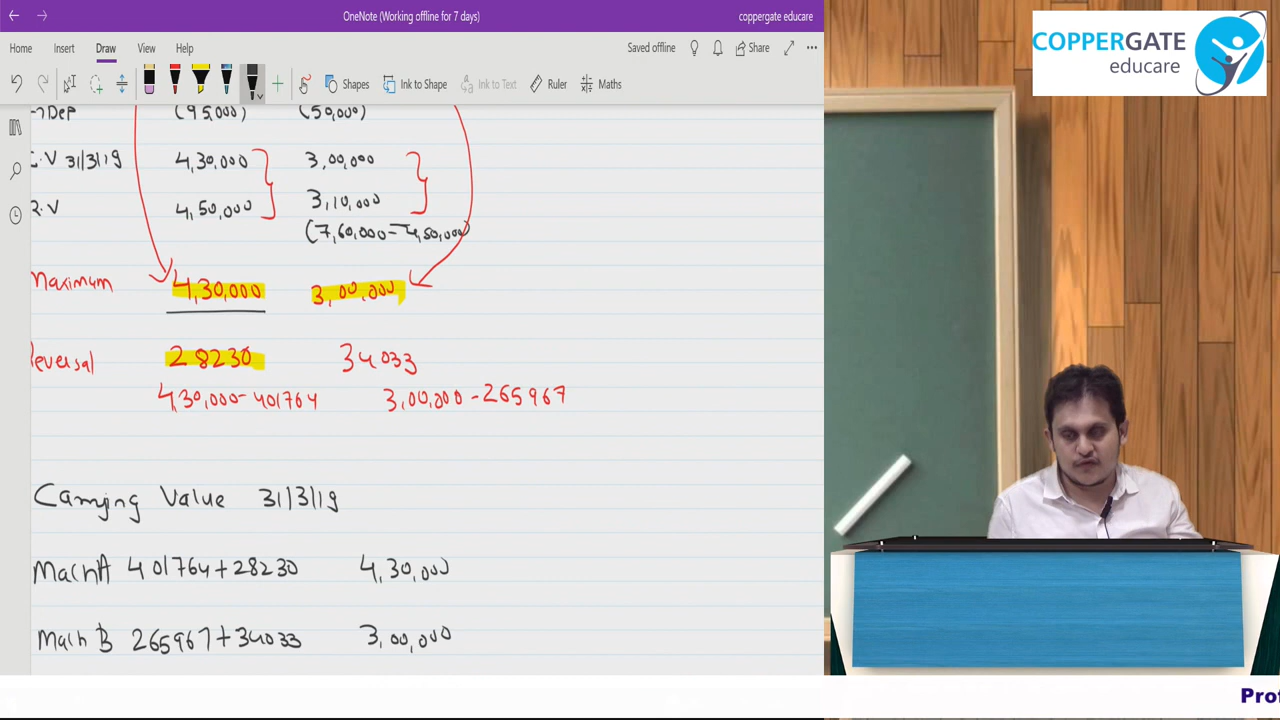 OneNote (Working offline for 7 days)
coppergate educare
Home Insert Draw View Help
Saved offline
Share
Shapes
Ink to Shape
Ink to Text
Ruler
Maths
COPPERGATE
educare
Dep (95,000) (50,000)
C.V 31/3/19 4,30,000 3,00,000
R.V 4,50,000 3,10,000
(7,60,000-4,50,000)
Maximum 4,30,000 3,00,000
Reversal 28230 34033
4,30,000-401764 3,00,000-265967
Carrying Value 31/3/19
Mach A 401764+28230 4,30,000
Mach B 265967+34033 3,00,000
Prof